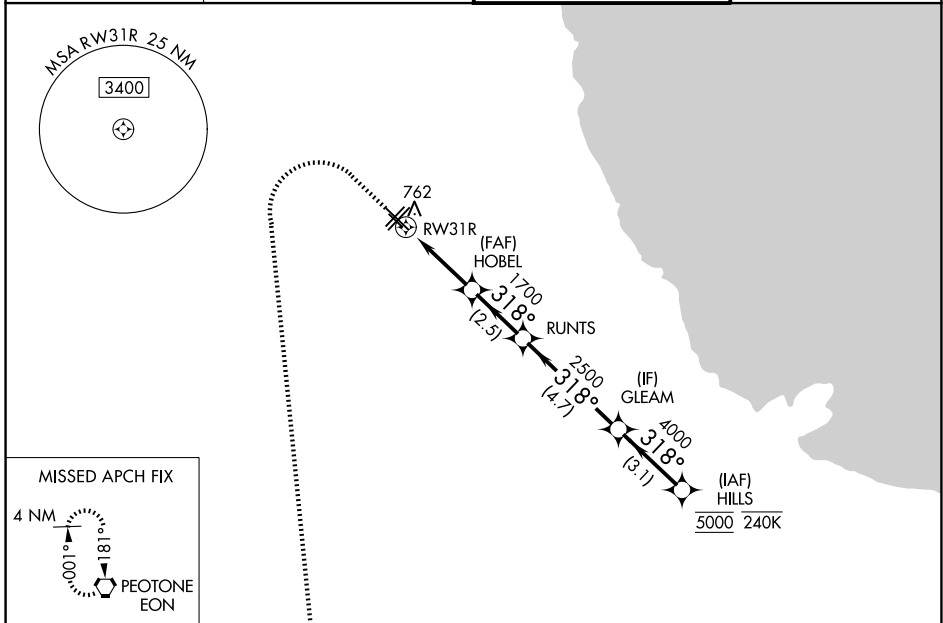 MSA RW31R 25 NM
3400
762
RW31R
(FAF)
HOBEL
1700
318°
(2.5)
RUNTS
2500
318°
(4.7)
(IF)
GLEAM
4000
318°
(3.1)
(IAF)
HILLS
5000 240K
MISSED APCH FIX
4 NM
001°
181°
PEOTONE
EON